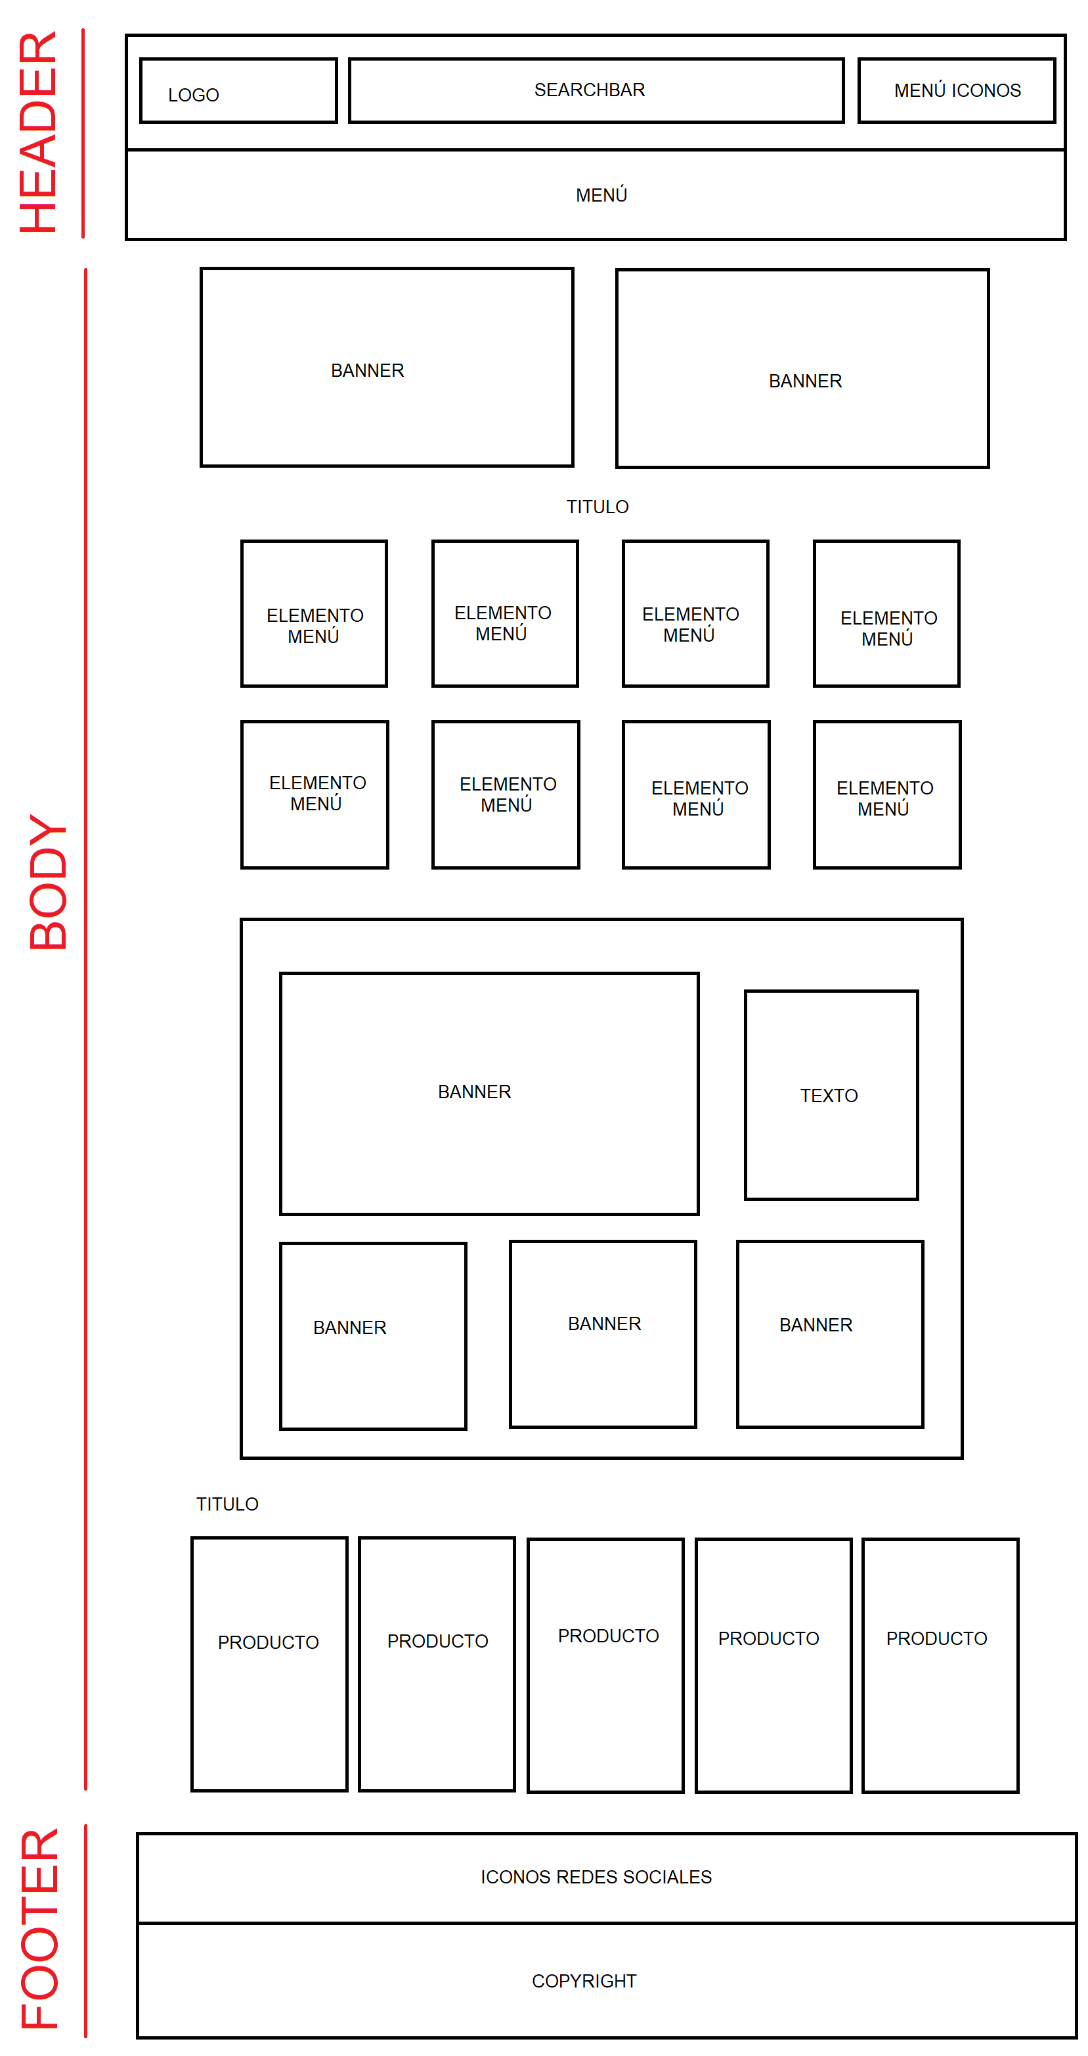 HEADER
LOGO
SEARCHBAR
MENÚ ICONOS
MENÚ
BODY
BANNER
BANNER
TITULO
ELEMENTO
MENÚ
ELEMENTO
MENÚ
ELEMENTO
MENÚ
ELEMENTO
MENÚ
ELEMENTO
MENÚ
ELEMENTO
MENÚ
ELEMENTO
MENÚ
ELEMENTO
MENÚ
BANNER
TEXTO
BANNER
BANNER
BANNER
TITULO
PRODUCTO
PRODUCTO
PRODUCTO
PRODUCTO
PRODUCTO
FOOTER
ICONOS REDES SOCIALES
COPYRIGHT